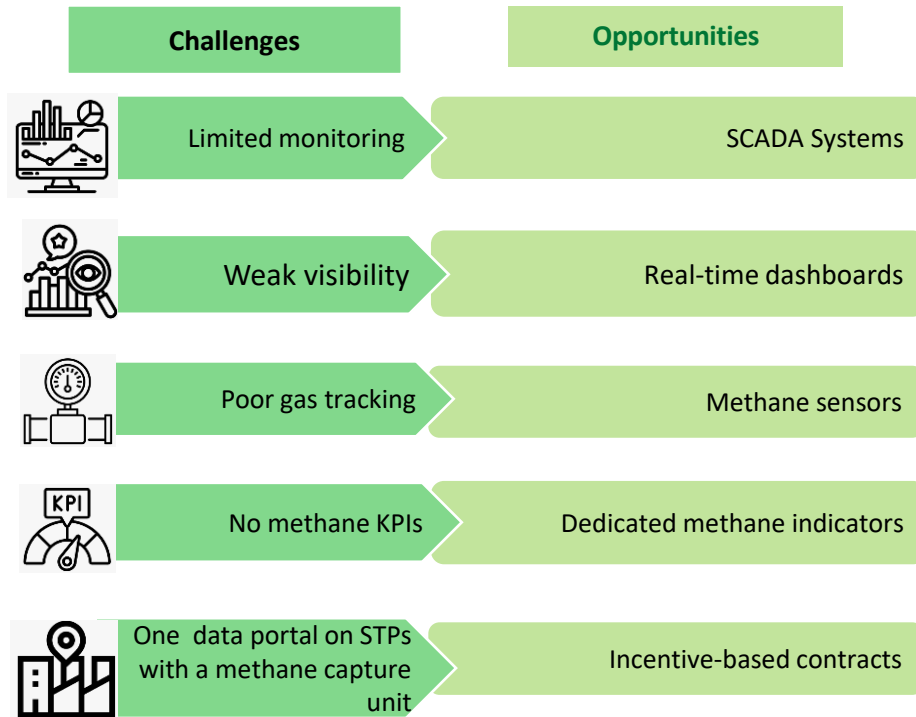 Challenges
Opportunities
Limited monitoring
SCADA Systems
Weak visibility
Real-time dashboards
Poor gas tracking
Methane sensors
KPI
No methane KPIs
Dedicated methane indicators
One data portal on STPs
with a methane capture
unit
Incentive-based contracts